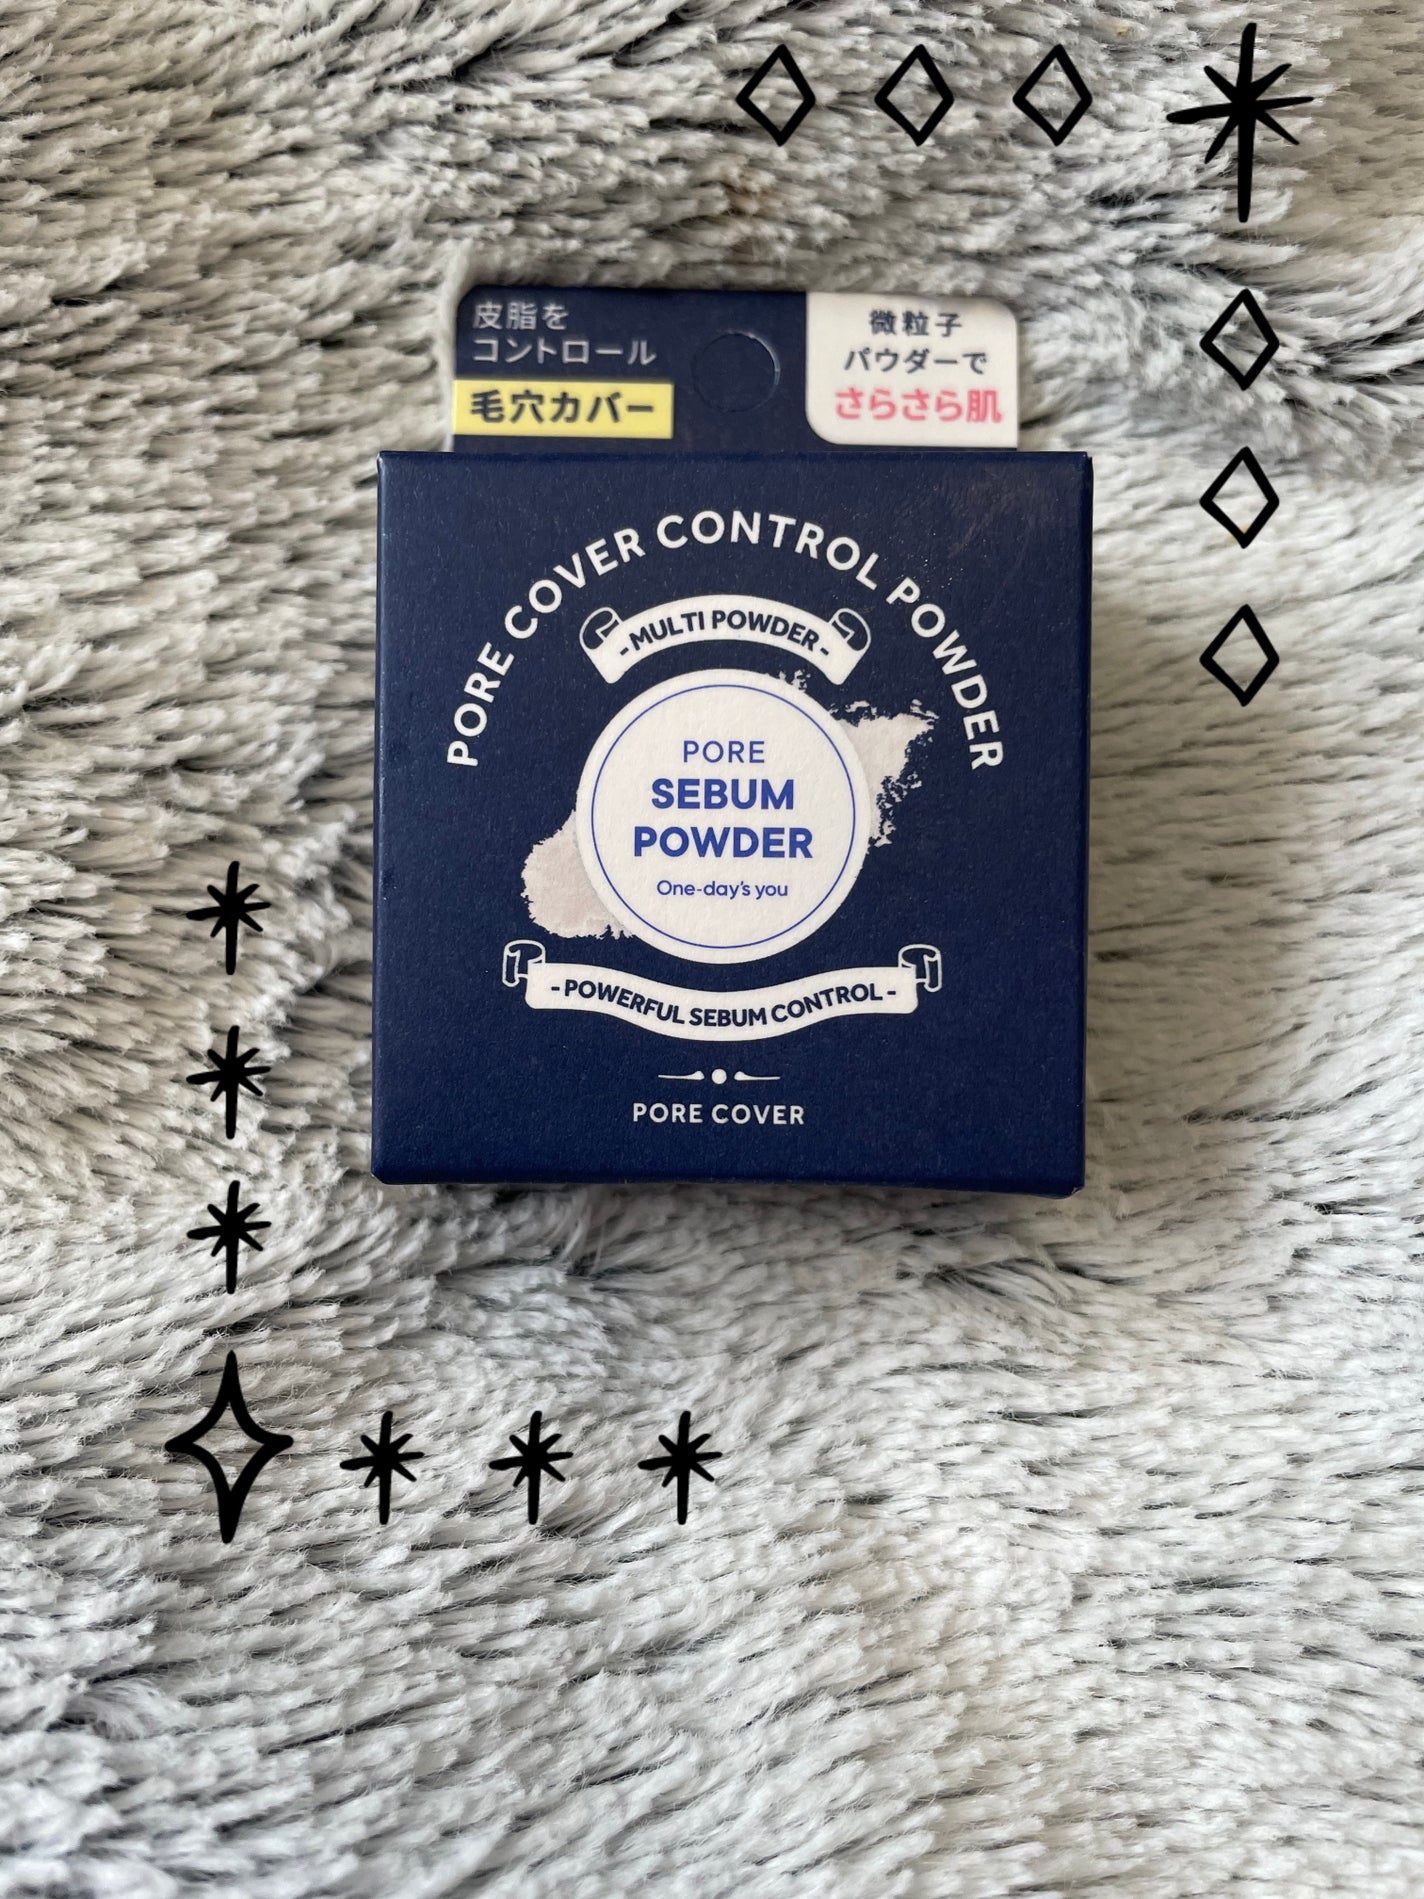 皮脂を
コントロール
毛穴カバー
微粒子
パウダーで
さらさら肌
PORE COVER CONTROL POWDER
-MULTI POWDER-
PORE
SEBUM
POWDER
One-day's you
-POWERFUL SEBUM CONTROL-
PORE COVER